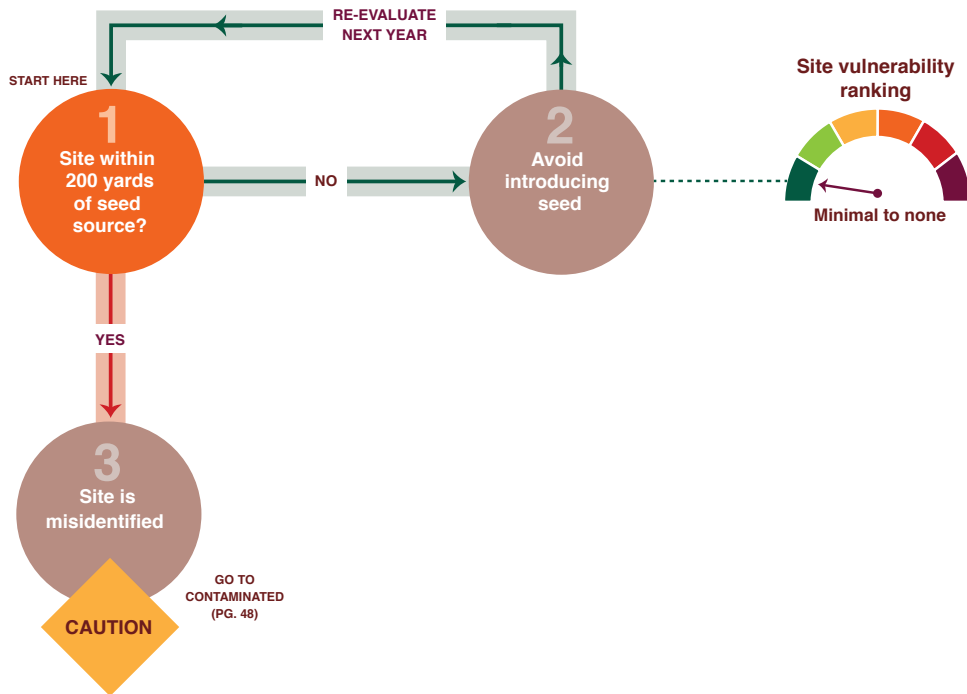 RE-EVALUATE
NEXT YEAR
START HERE
1
Site within
200 yards
of seed
source?
NO
2
Avoid
introducing
seed
Site vulnerability
ranking
Minimal to none
YES
3
Site is
misidentified
CAUTION
GO TO
CONTAMINATED
(PG. 48)